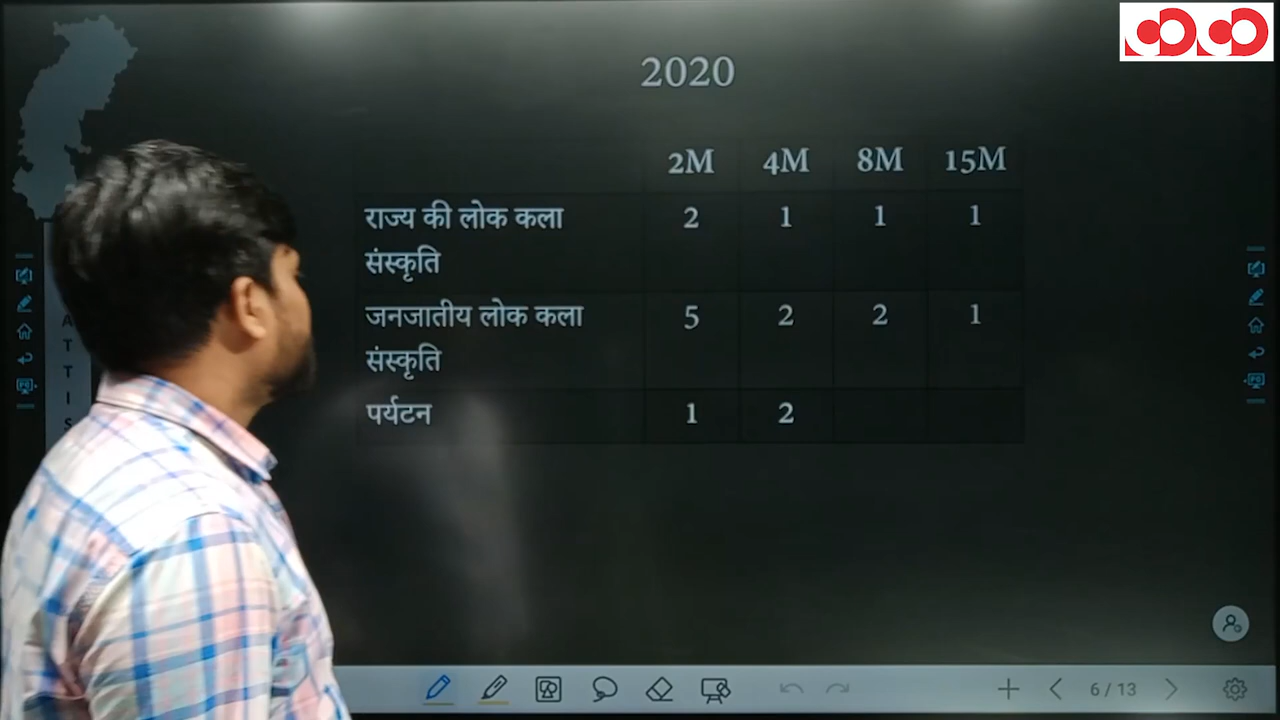 2020
2M 4M 8M 15M
राज्य की लोक कला 2 1 1 1
संस्कृति
जनजातीय लोक कला 5 2 2 1
संस्कृति
पर्यटन 1 2
A
T
T
I
S
6 / 13